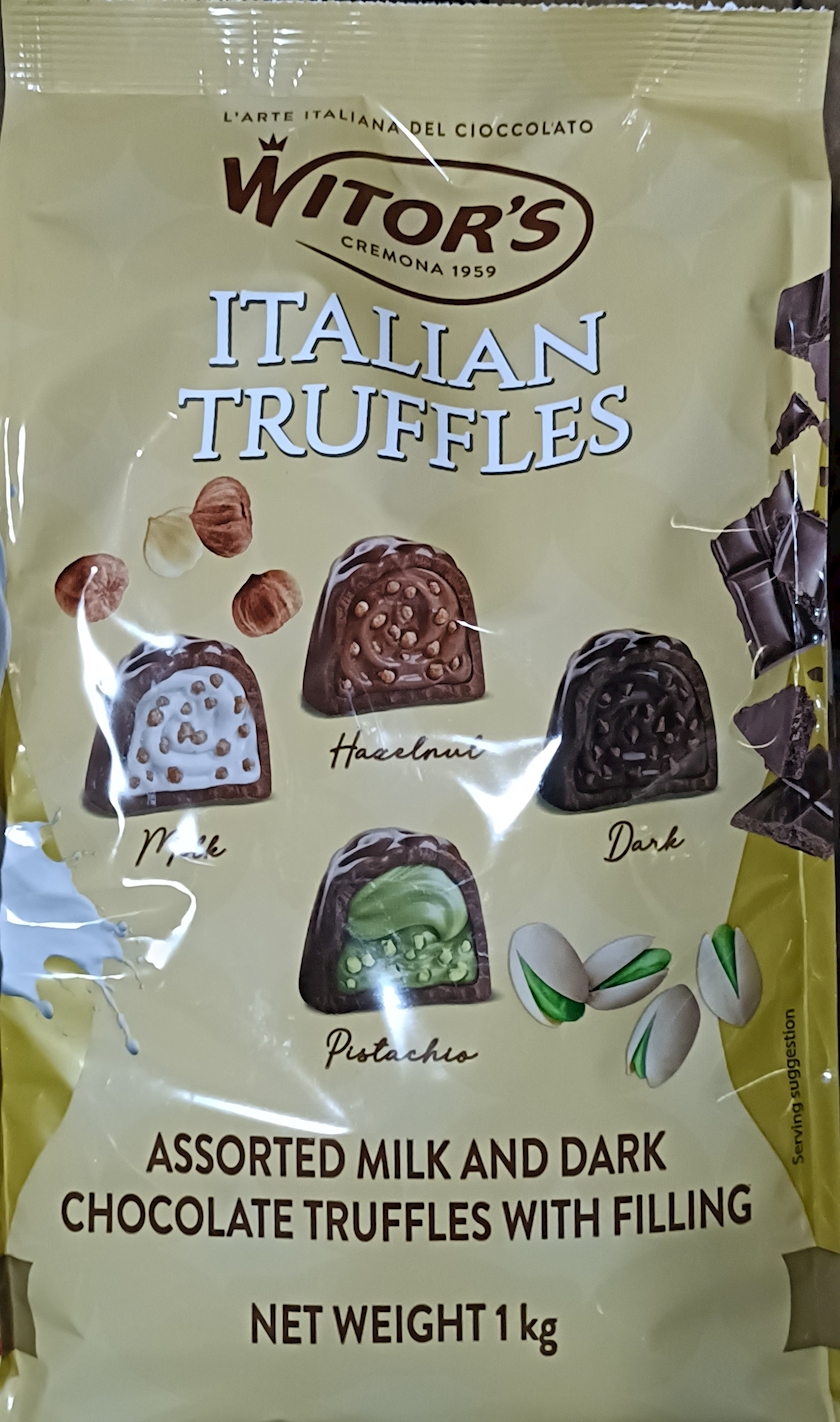 L'ARTE ITALIANA DEL CIOCCOLATO
WITOR'S
CREMONA 1959
ITALIAN
TRUFFLES
Hazelnut
Milk
Dark
Pistachio
Serving suggestion
ASSORTED MILK AND DARK
CHOCOLATE TRUFFLES WITH FILLING
NET WEIGHT 1 kg